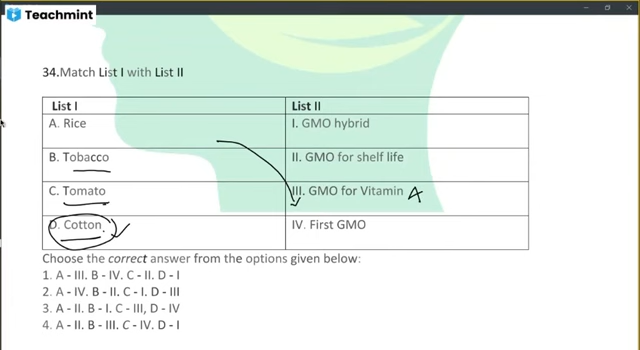 Teachmint
34.Match List I with List II
List I List II
A. Rice I. GMO hybrid
B. Tobacco II. GMO for shelf life
C. Tomato III. GMO for Vitamin A
D. Cotton IV. First GMO
Choose the correct answer from the options given below:
1. A - III. B - IV. C - II. D - I
2. A - IV. B - II. C - I. D - III
3. A - II. B - I. C - III, D - IV
4. A - II. B - III. C - IV. D - I